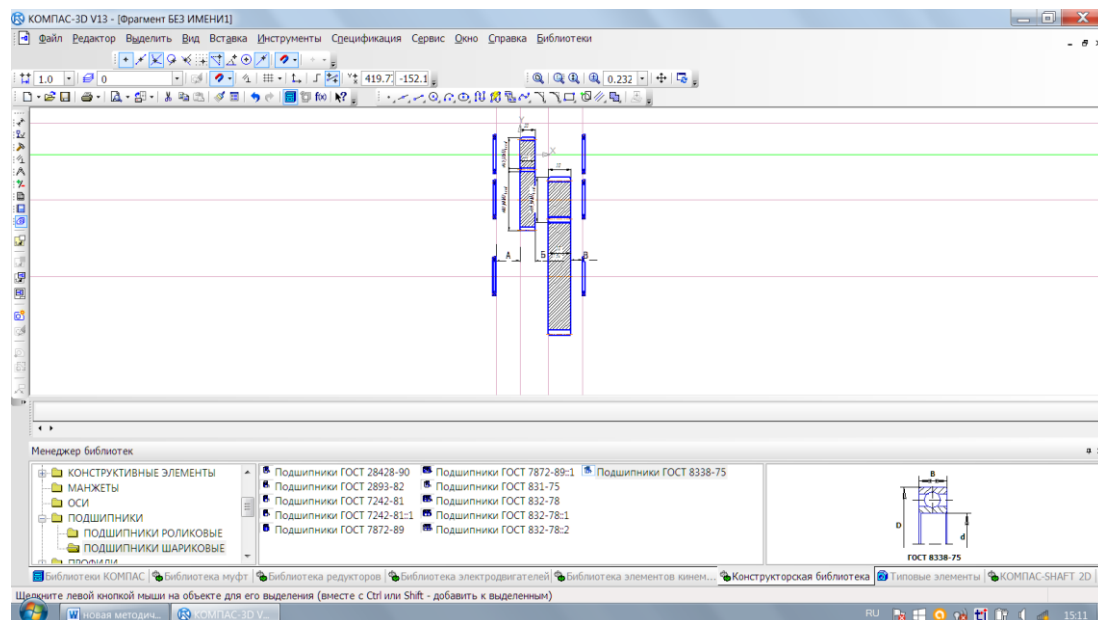 КОМПАС-3D V13 - [Фрагмент БЕЗ ИМЕНИ1]
Файл Редактор Выделить Вид Вставка Инструменты Спецификация Сервис Окно Справка Библиотеки
1.0 0 419.7 -152.1 0.232
Y
X
А Б В
Менеджер библиотек
КОНСТРУКТИВНЫЕ ЭЛЕМЕНТЫ
МАНЖЕТЫ
ОСИ
ПОДШИПНИКИ
ПОДШИПНИКИ РОЛИКОВЫЕ
ПОДШИПНИКИ ШАРИКОВЫЕ
ПРОФИЛИ
Подшипники ГОСТ 28428-90 Подшипники ГОСТ 7872-89::1 Подшипники ГОСТ 8338-75
Подшипники ГОСТ 2893-82 Подшипники ГОСТ 831-75
Подшипники ГОСТ 7242-81 Подшипники ГОСТ 832-78
Подшипники ГОСТ 7242-81::1 Подшипники ГОСТ 832-78::1
Подшипники ГОСТ 7872-89 Подшипники ГОСТ 832-78::2
B
D d
ГОСТ 8338-75
Библиотеки КОМПАС Библиотека муфт Библиотека редукторов Библиотека электродвигателей Библиотека элементов кинем... Конструкторская библиотека Типовые элементы КОМПАС-SHAFT 2D
Щелкните левой кнопкой мыши на объекте для его выделения (вместе с Ctrl или Shift - добавить к выделенным)
новая методич... КОМПАС-3D V... RU 15:11